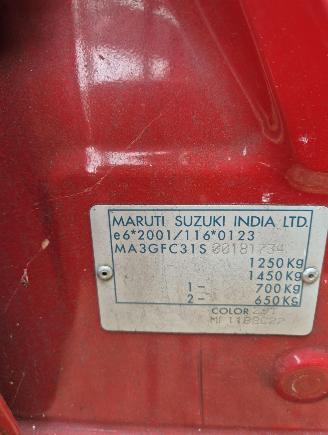 MARUTI SUZUKI INDIA LTD.
e6*2001/116*0123
MA3GFC31S00181734
1250Kg
1450Kg
1- 700Kg
2- 650Kg
COLOR